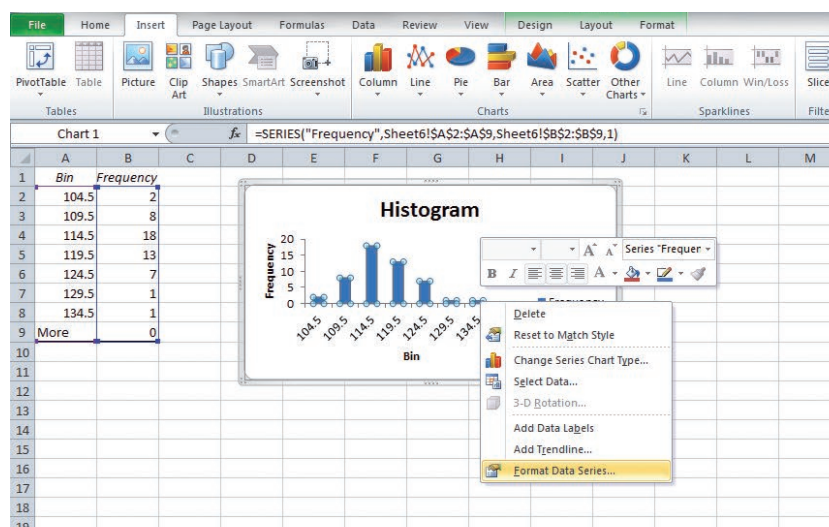 File Home Insert Page Layout Formulas Data Review View Design Layout Format
PivotTable Table Picture Clip Art Shapes SmartArt Screenshot Column Line Pie Bar Area Scatter Other Charts Line Column Win/Loss
Tables Illustrations Charts Sparklines
Chart 1 fx =SERIES("Frequency",Sheet6!$A$2:$A$9,Sheet6!$B$2:$B$9,1)
A B C D E F G H I J K L M
1 Bin Frequency
2 104.5 2
3 109.5 8
4 114.5 18
5 119.5 13
6 124.5 7
7 129.5 1
8 134.5 1
9 More 0
10
11
12
13
14
15
16
17
18
Histogram
Frequency
20
15
10
5
0
104.5 109.5 114.5 119.5 124.5 129.5 134.5
Bin
A A Series
B I A
Delete
Reset to Match Style
Change Series Chart Type...
Select Data...
3-D Rotation...
Add Data Labels
Add Trendline...
Format Data Series...